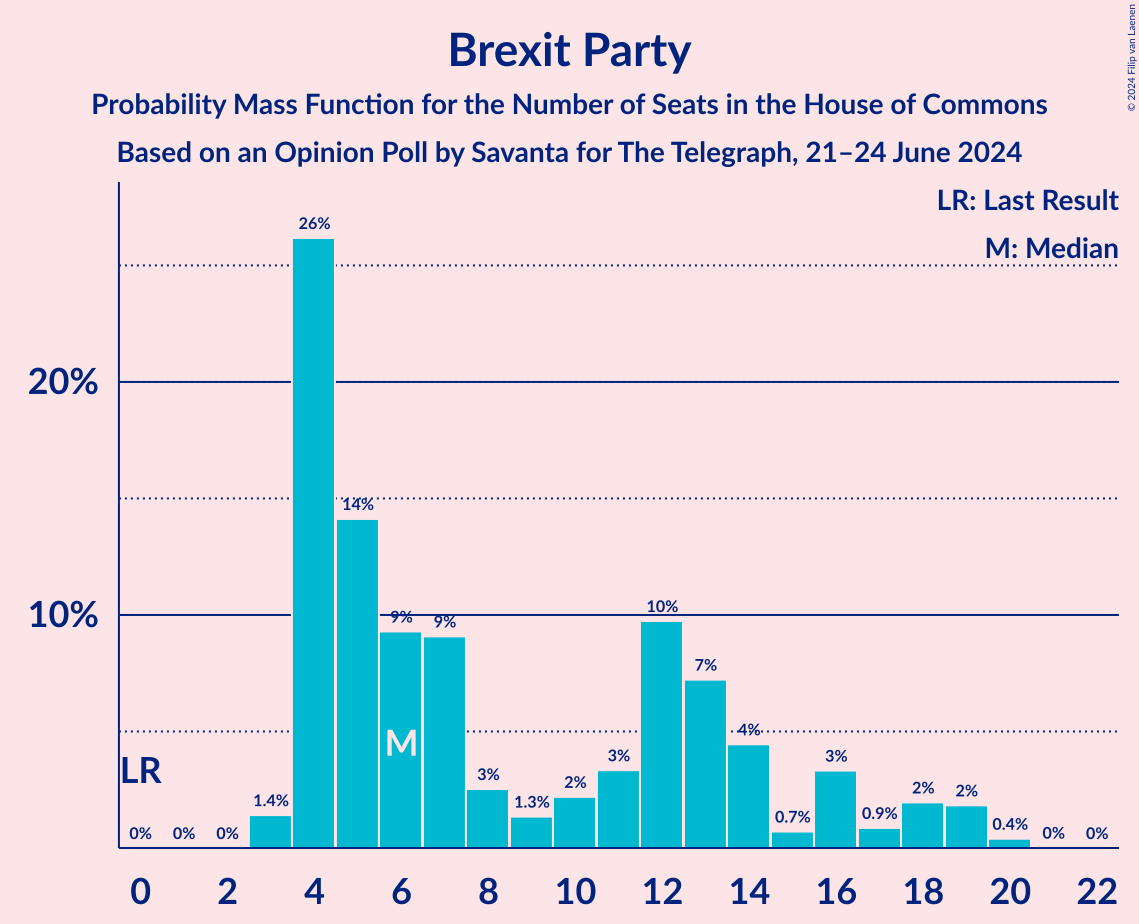 Brexit Party
Probability Mass Function for the Number of Seats in the House of Commons
Based on an Opinion Poll by Savanta for The Telegraph, 21–24 June 2024
© 2024 Filip van Laenen
LR: Last Result
M: Median
26%
20%
14%
10%
9%
9%
10%
7%
4%
M
LR
0%
0%
0%
1.4%
3%
1.3%
2%
3%
0.7%
3%
0.9%
2%
2%
0.4%
0%
0%
0 2 4 6 8 10 12 14 16 18 20 22